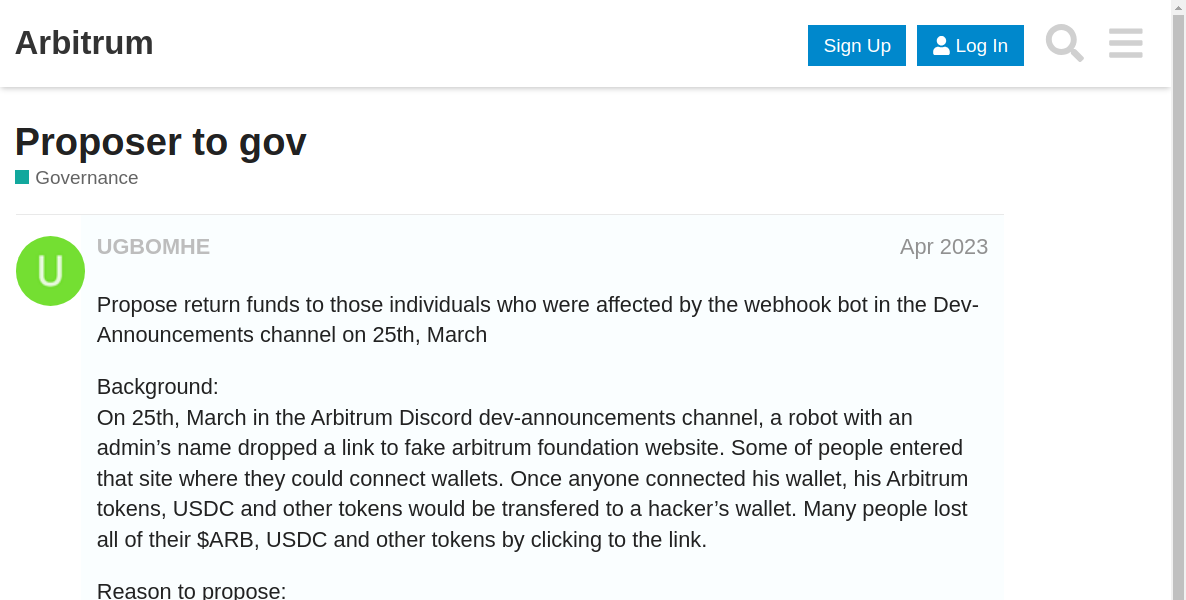 Arbitrum
Sign Up
Log In
Proposer to gov
Governance
U
UGBOMHE
Apr 2023
Propose return funds to those individuals who were affected by the webhook bot in the Dev-
Announcements channel on 25th, March
Background:
On 25th, March in the Arbitrum Discord dev-announcements channel, a robot with an
admin’s name dropped a link to fake arbitrum foundation website. Some of people entered
that site where they could connect wallets. Once anyone connected his wallet, his Arbitrum
tokens, USDC and other tokens would be transfered to a hacker’s wallet. Many people lost
all of their $ARB, USDC and other tokens by clicking to the link.
Reason to propose: